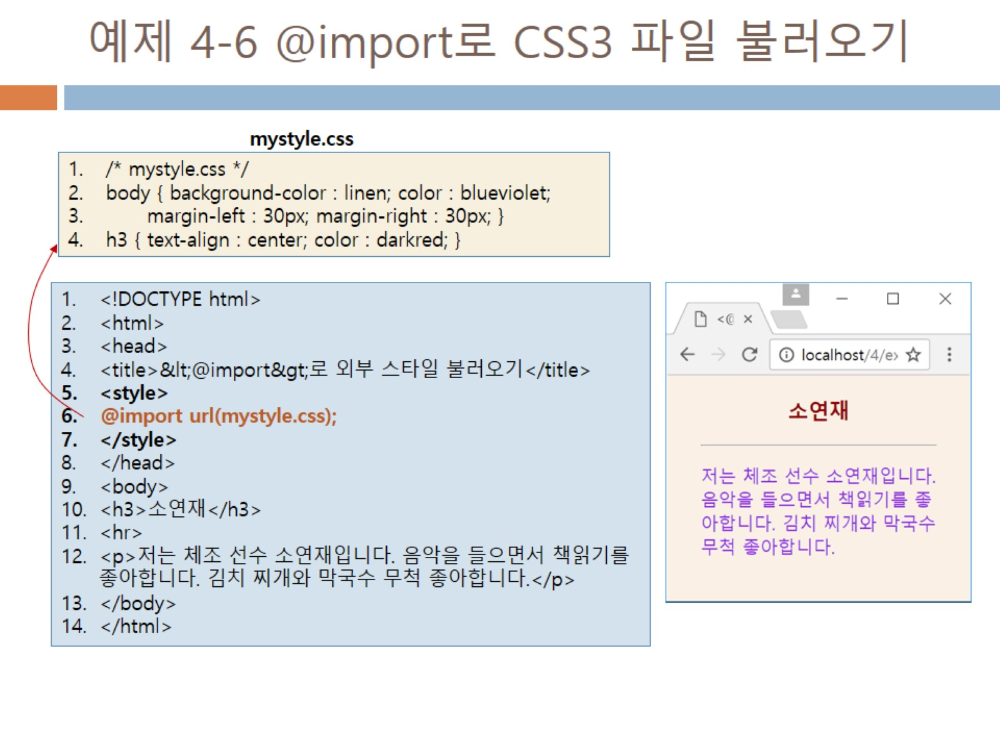 예제 4-6 @import로 CSS3 파일 불러오기
mystyle.css
1. /* mystyle.css */
2. body { background-color : linen; color : blueviolet;
3. margin-left : 30px; margin-right : 30px; }
4. h3 { text-align : center; color : darkred; }
1. <!DOCTYPE html>
2. <html>
3. <head>
4. <title>&lt;@import&gt;로 외부 스타일 불러오기</title>
5. <style>
6. @import url(mystyle.css);
7. </style>
8. </head>
9. <body>
10. <h3>소연재</h3>
11. <hr>
12. <p>저는 체조 선수 소연재입니다. 음악을 들으면서 책읽기를
좋아합니다. 김치 찌개와 막국수 무척 좋아합니다.</p>
13. </body>
14. </html>
<@
localhost/4/e
소연재
저는 체조 선수 소연재입니다.
음악을 들으면서 책읽기를 좋
아합니다. 김치 찌개와 막국수
무척 좋아합니다.